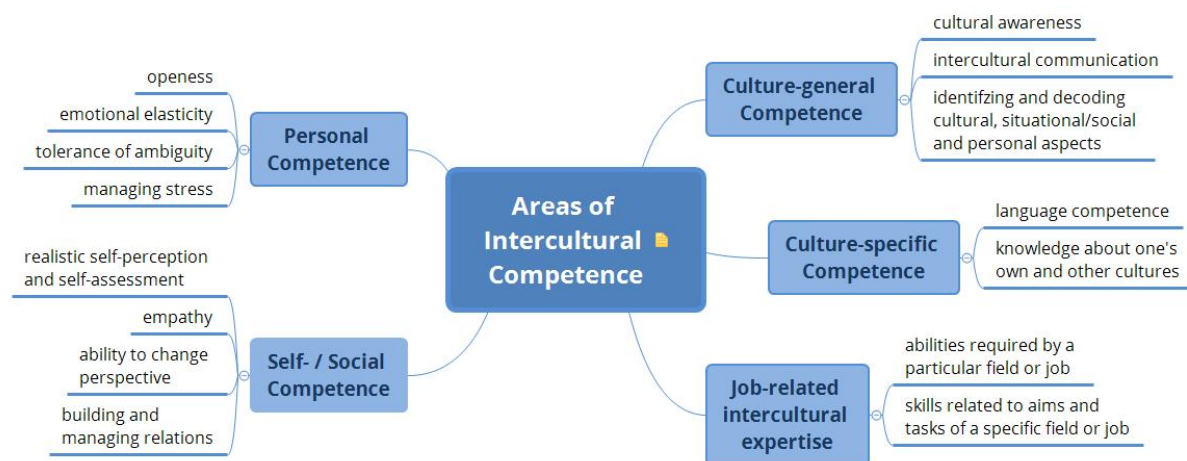 Areas of
Intercultural
Competence
Personal
Competence
openess
emotional elasticity
tolerance of ambiguity
managing stress
Self- / Social
Competence
realistic self-perception
and self-assessment
empathy
ability to change
perspective
building and
managing relations
Culture-general
Competence
cultural awareness
intercultural communication
identifzing and decoding
cultural, situational/social
and personal aspects
Culture-specific
Competence
language competence
knowledge about one's
own and other cultures
Job-related
intercultural
expertise
abilities required by a
particular field or job
skills related to aims and
tasks of a specific field or job